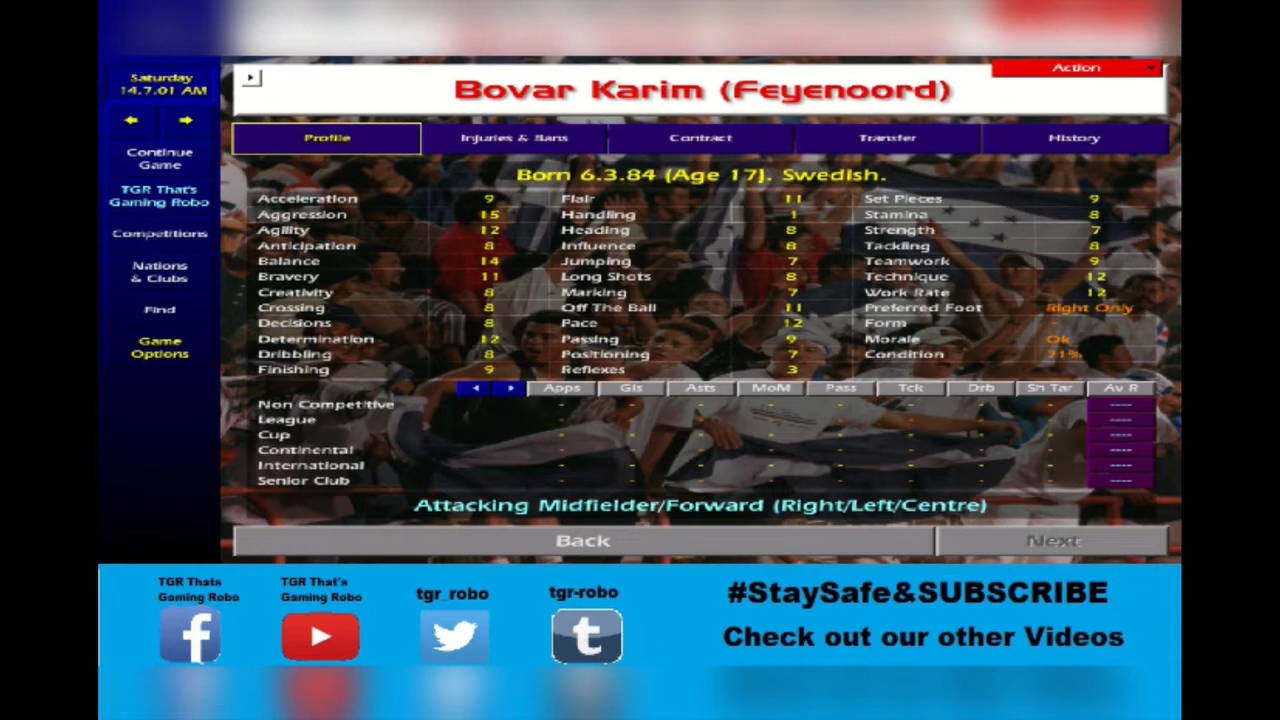 Saturday
14.7.01 AM
Continue
Game
TGR That's
Gaming Robo
Competitions
Nations
& Clubs
Find
Game
Options
Action
Bovar Karim (Feyenoord)
Profile Injuries & Bans Contract Transfer History
Born 6.3.84 (Age 17). Swedish.
Acceleration 9 Flair 11 Set Pieces 9
Aggression 15 Handling 1 Stamina 8
Agility 12 Heading 8 Strength 7
Anticipation 8 Influence 8 Tackling 8
Balance 14 Jumping 7 Teamwork 9
Bravery 11 Long Shots 8 Technique 12
Creativity 8 Marking 7 Work Rate 12
Crossing 8 Off The Ball 11 Preferred Foot Right Only
Decisions 8 Pace 12 Form -
Determination 12 Passing 9 Morale Ok
Dribbling 8 Positioning 7 Condition 71%
Finishing 9 Reflexes 3
Apps Gls Asts MoM Pass Tck Drb Sh Tar Av R
Non Competitive - - - - - - - - ----
League - - - - - - - - ----
Cup - - - - - - - - ----
Continental - - - - - - - - ----
International - - - - - - - - ----
Senior Club - - - - - - - - ----
Attacking Midfielder/Forward (Right/Left/Centre)
Back Next
TGR Thats
Gaming Robo
TGR That's
Gaming Robo
tgr_robo
tgr-robo
#StaySafe&SUBSCRIBE
Check out our other Videos